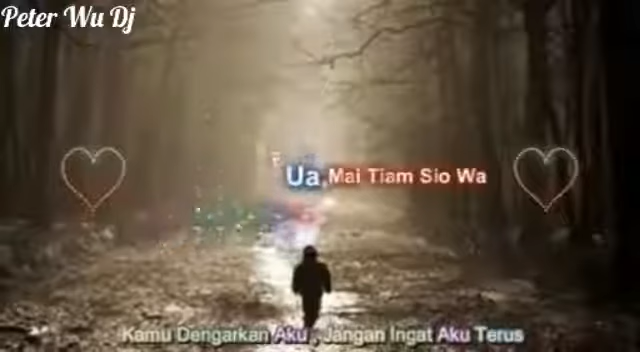 Peter Wu Dj
Ua, Mai Tiam Sio Wa
Kamu Dengarkan Aku , Jangan Ingat Aku Terus